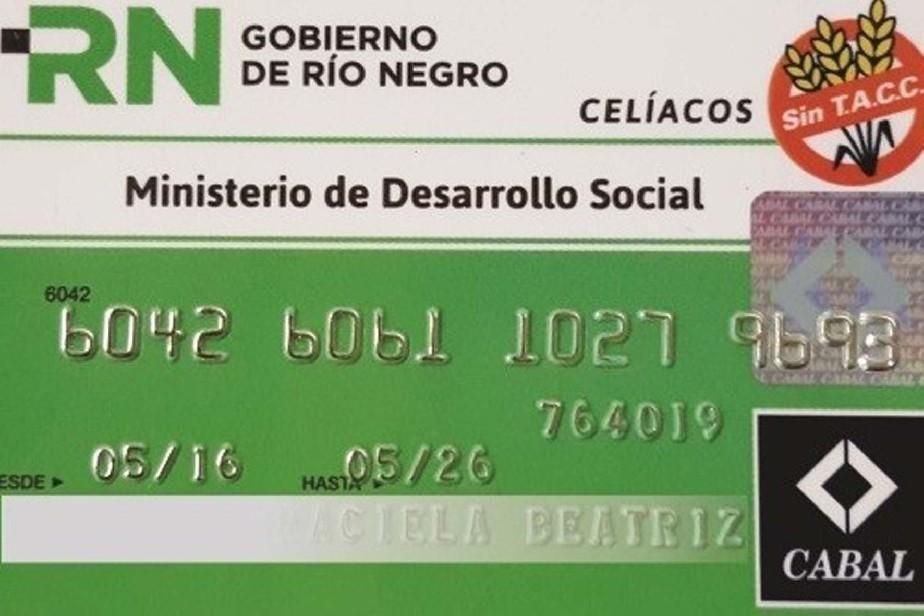 RN GOBIERNO
DE RÍO NEGRO
CELÍACOS
Sin T.A.C.C.
Ministerio de Desarrollo Social
6042
6042 6061 1027 9693
764019
ESDE 05/16 HASTA 05/26
ACIELA BEATRIZ
CABAL